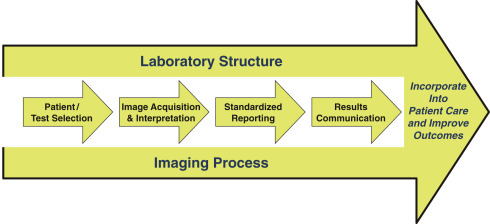 Laboratory Structure
Patient/
Test Selection
Image Acquisition
& Interpretation
Standardized
Reporting
Results
Communication
Incorporate
Into
Patient Care
and Improve
Outcomes
Imaging Process